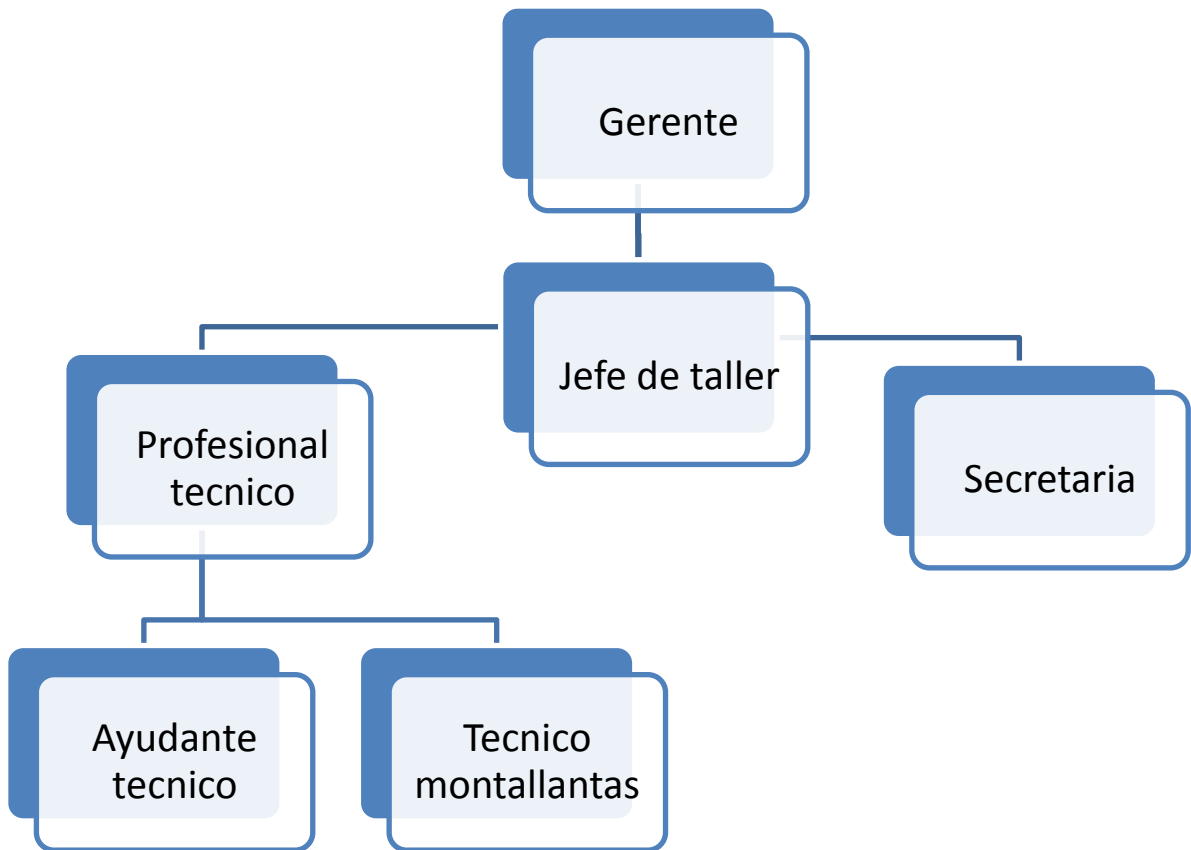 Gerente
Jefe de taller
Profesional
tecnico
Secretaria
Ayudante
tecnico
Tecnico
montallantas